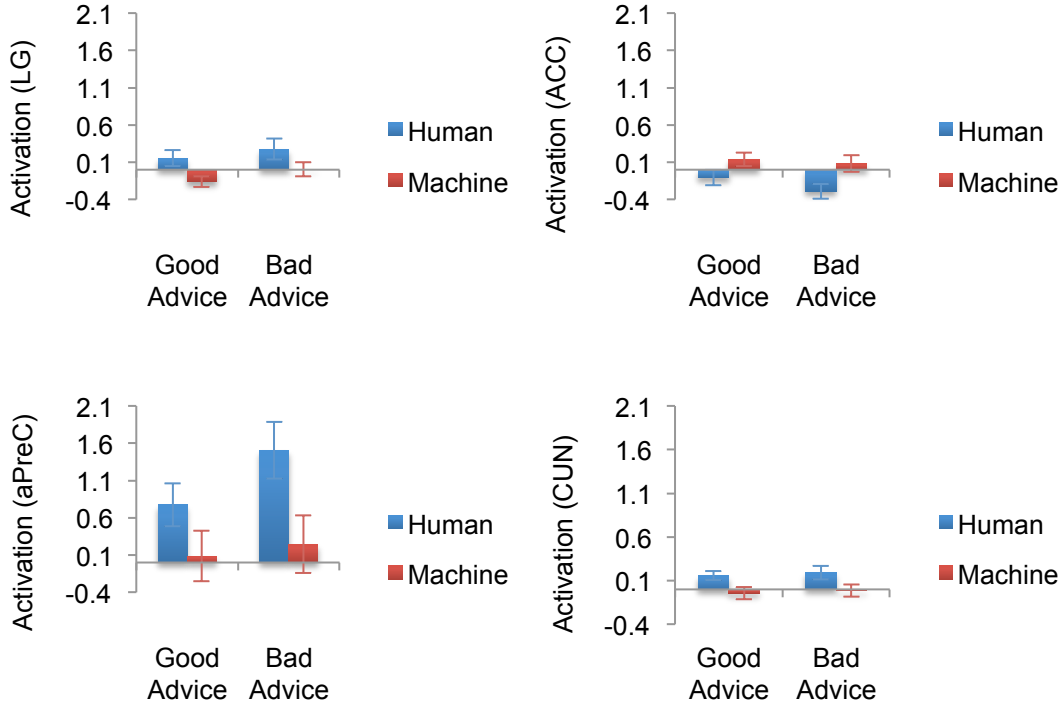 Activation (LG)
2.1
1.6
1.1
0.6
0.1
-0.4
Good
Advice
Bad
Advice
Human
Machine
Activation (ACC)
2.1
1.6
1.1
0.6
0.1
-0.4
Good
Advice
Bad
Advice
Human
Machine
Activation (aPreC)
2.1
1.6
1.1
0.6
0.1
-0.4
Good
Advice
Bad
Advice
Human
Machine
Activation (CUN)
2.1
1.6
1.1
0.6
0.1
-0.4
Good
Advice
Bad
Advice
Human
Machine